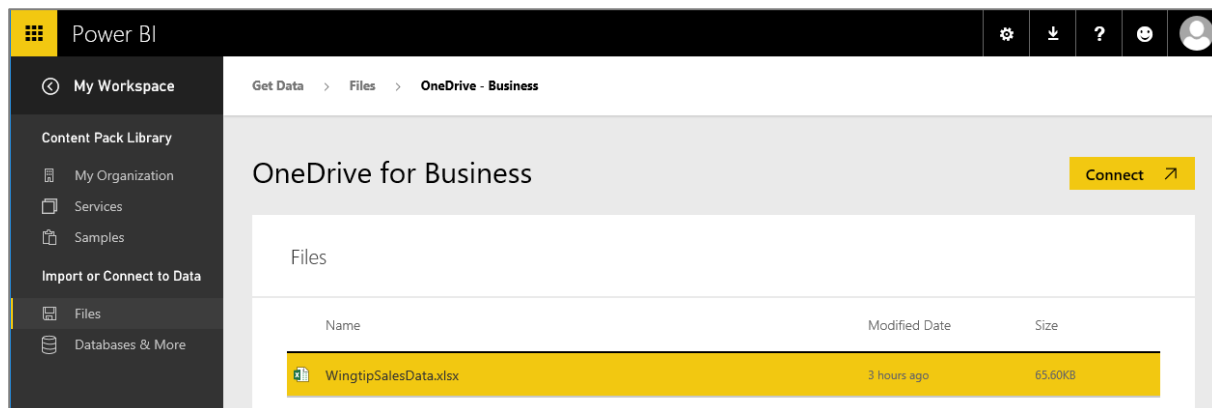 Power BI
?
My Workspace
Get Data > Files > OneDrive - Business
Content Pack Library
My Organization
Services
Samples
Import or Connect to Data
Files
Databases & More
OneDrive for Business
Connect
Files
Name Modified Date Size
WingtipSalesData.xlsx 3 hours ago 65.60KB